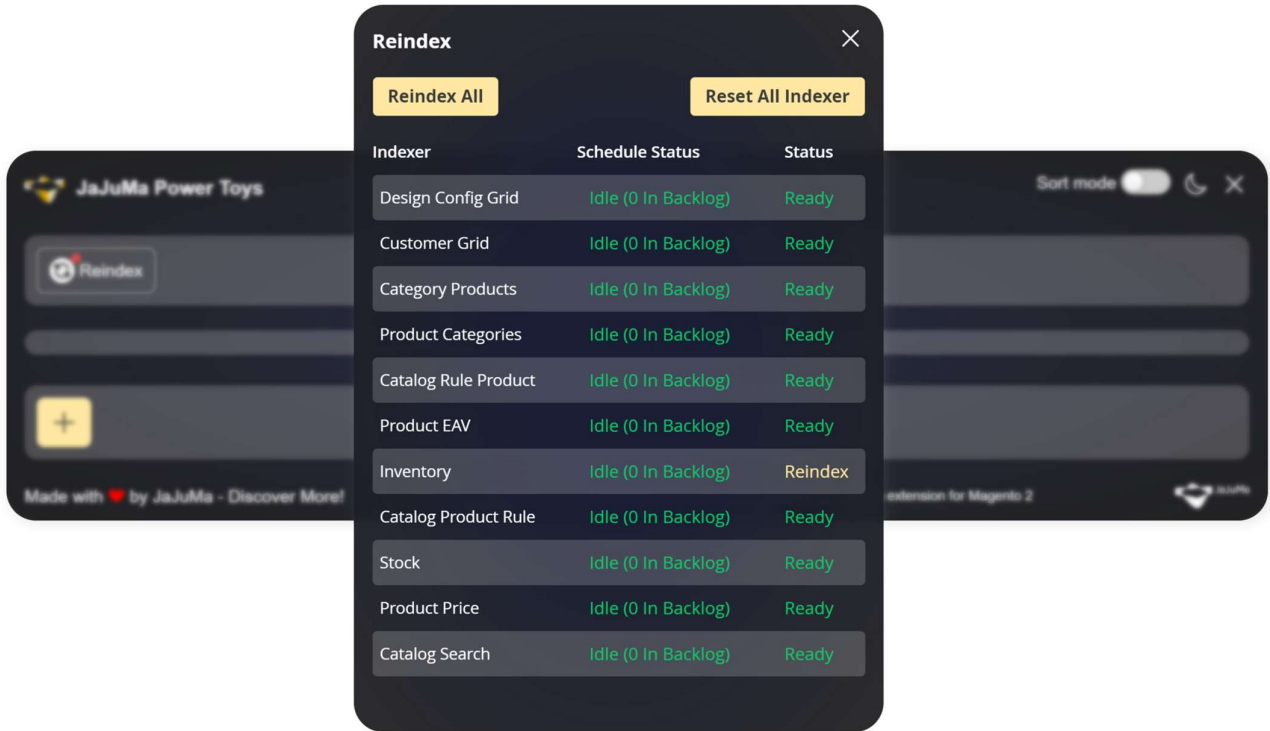 Reindex
Reindex All
Reset All Indexer
Indexer Schedule Status Status
Design Config Grid Idle (0 In Backlog) Ready
Customer Grid Idle (0 In Backlog) Ready
Category Products Idle (0 In Backlog) Ready
Product Categories Idle (0 In Backlog) Ready
Catalog Rule Product Idle (0 In Backlog) Ready
Product EAV Idle (0 In Backlog) Ready
Inventory Idle (0 In Backlog) Reindex
Catalog Product Rule Idle (0 In Backlog) Ready
Stock Idle (0 In Backlog) Ready
Product Price Idle (0 In Backlog) Ready
Catalog Search Idle (0 In Backlog) Ready
JaJuMa Power Toys
Sort mode
Reindex
+
Made with ❤ by JaJuMa - Discover More!
extension for Magento 2
JaJuMa